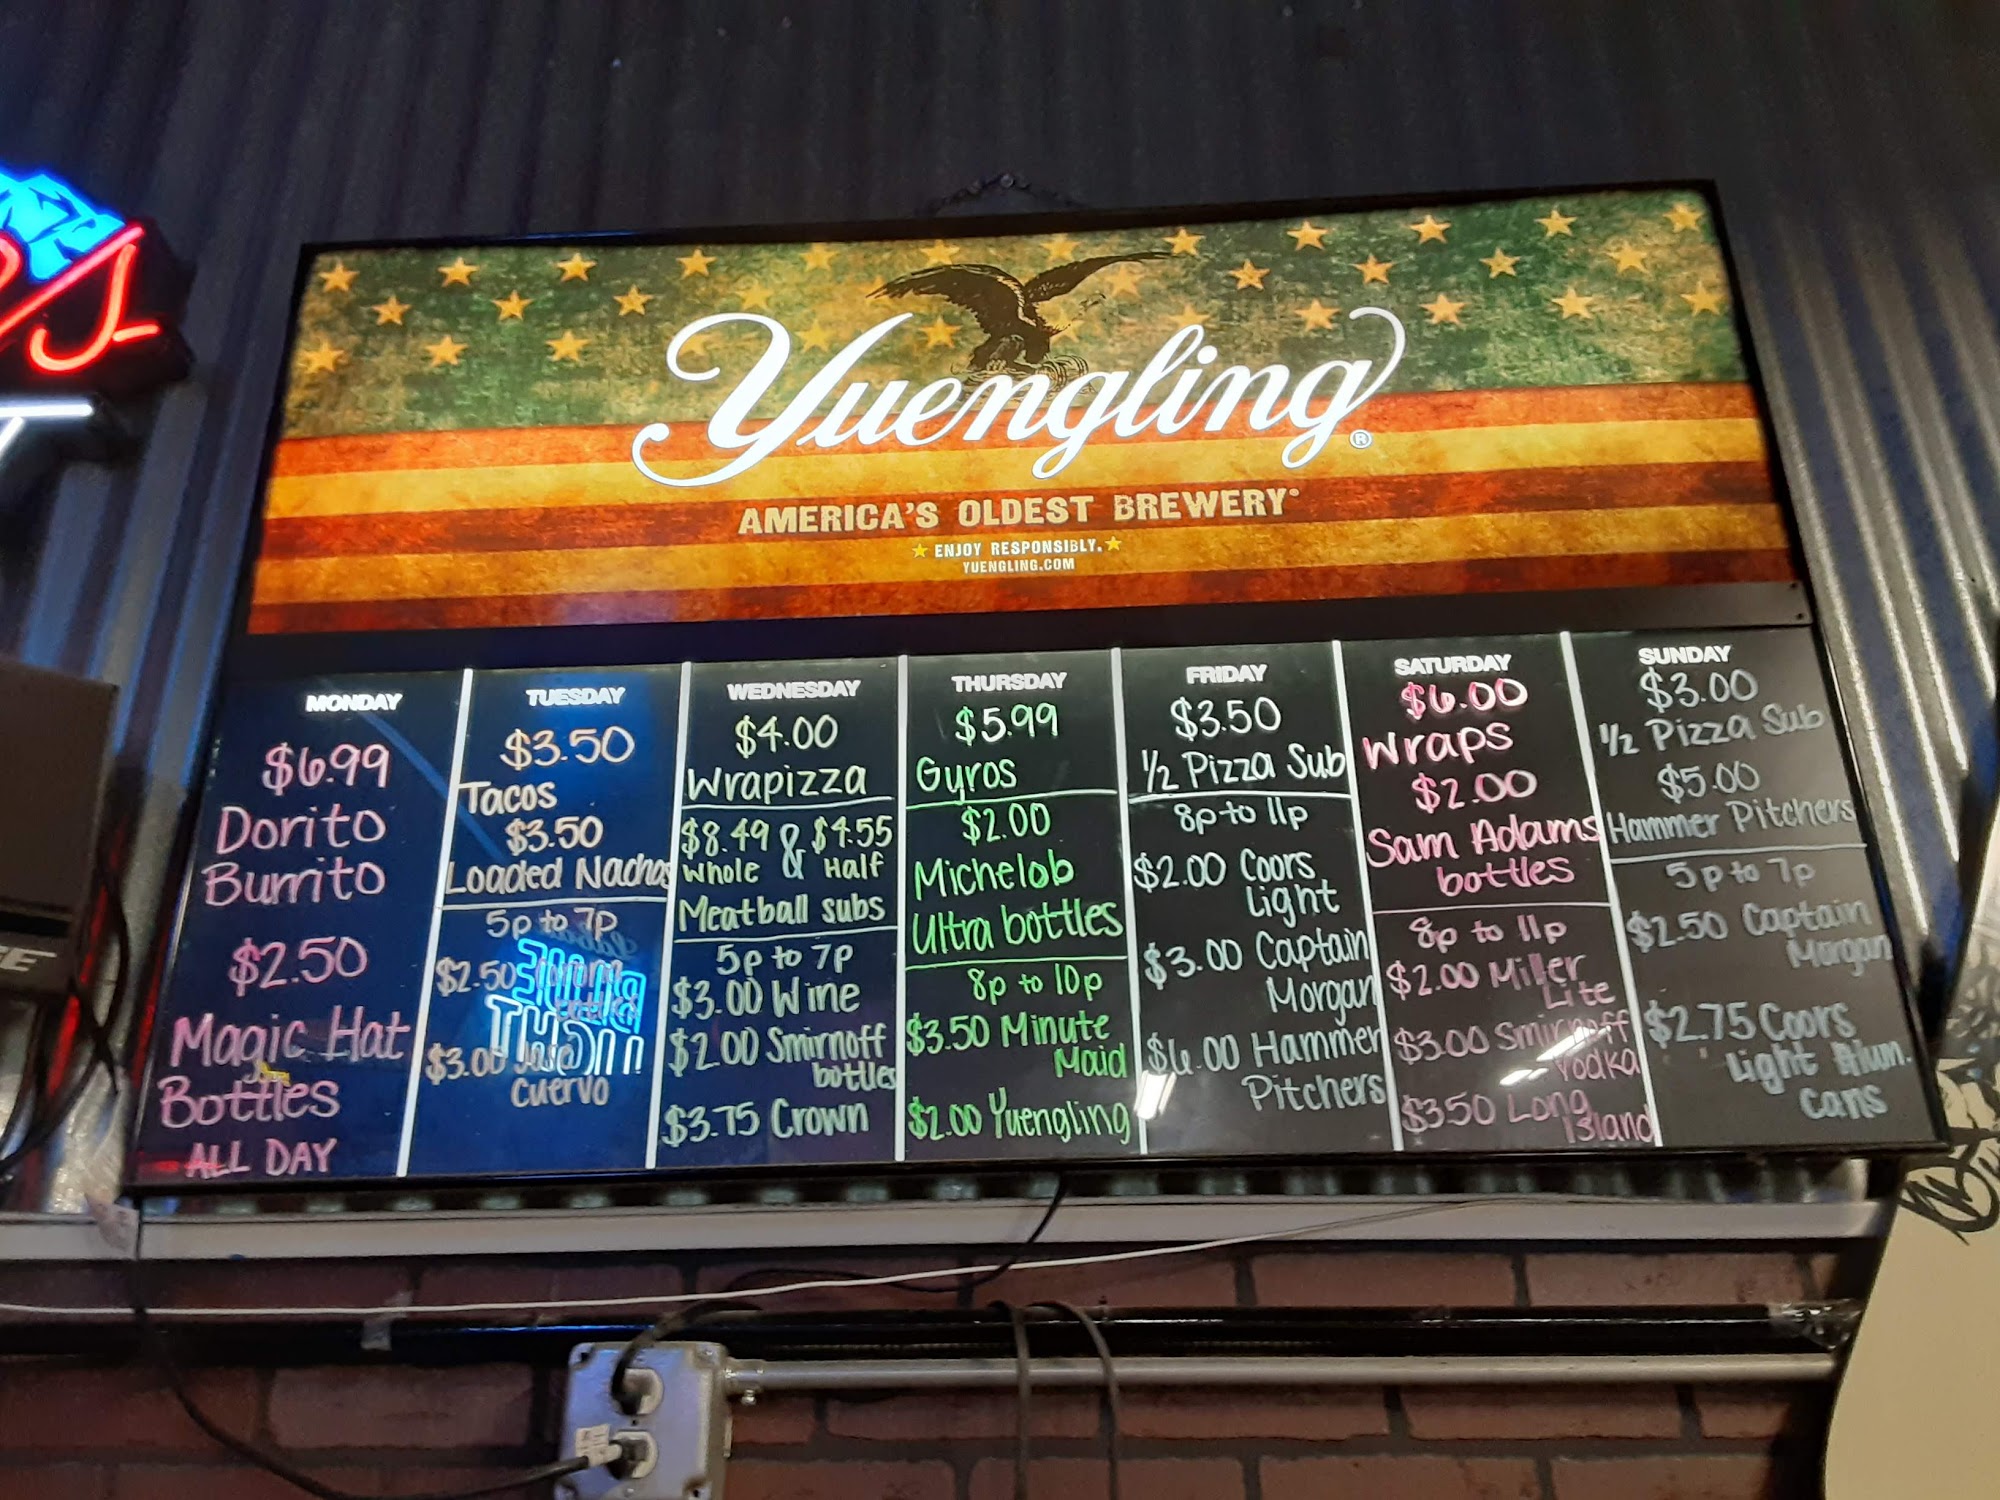 Yuengling®
AMERICA'S OLDEST BREWERY®
ENJOY RESPONSIBLY.
YUENGLING.COM
MONDAY
$6.99
Dorito
Burrito
$2.50
Magic Hat
Bottles
ALL DAY
TUESDAY
$3.50
Tacos
$3.50
Loaded Nachos
5p to 7p
$2.50
$3.00 José
Cuervo
WEDNESDAY
$4.00
Wrapizza
$8.49 & $4.55
Whole Half
Meatball subs
5p to 7p
$3.00 Wine
$2.00 Smirnoff
bottles
$3.75 Crown
THURSDAY
$5.99
Gyros
$2.00
Michelob
Ultra bottles
8p to 10p
$3.50 Minute
Maid
$2.00 Yuengling
FRIDAY
$3.50
1/2 Pizza Sub
8p to 11p
$2.00 Coors
Light
$3.00 Captain
Morgan
$6.00 Hammer
Pitchers
SATURDAY
$6.00
Wraps
$2.00
Sam Adams
bottles
8p to 11p
$2.00 Miller
Lite
$3.00 Smirnoff
Vodka
$3.50 Long
Island
SUNDAY
$3.00
1/2 Pizza Sub
$5.00
Hammer Pitchers
5p to 7p
$2.50 Captain
Morgan
$2.75 Coors
Light Alum.
cans